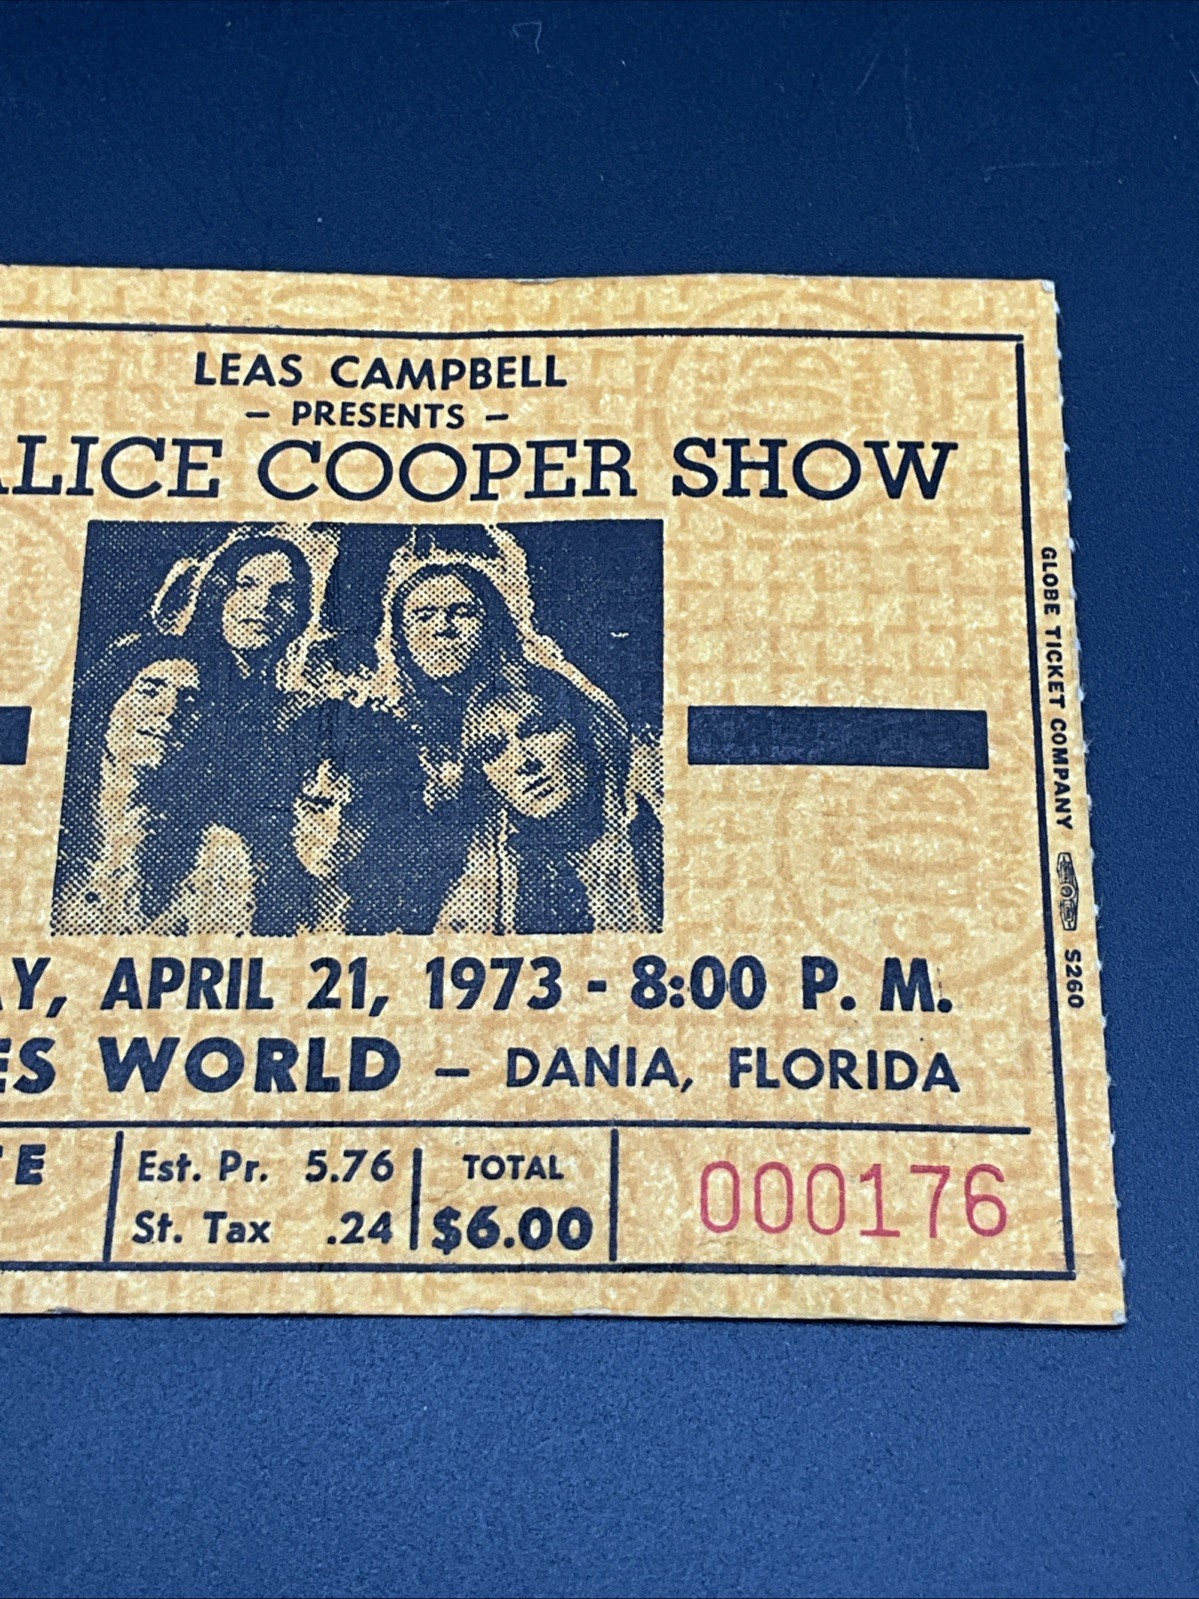 LEAS CAMPBELL
– PRESENTS –
ALICE COOPER SHOW
AY, APRIL 21, 1973 - 8:00 P. M.
ES WORLD – DANIA, FLORIDA
E
Est. Pr. 5.76
St. Tax .24
TOTAL
$6.00
000176
GLOBE TICKET COMPANY S260